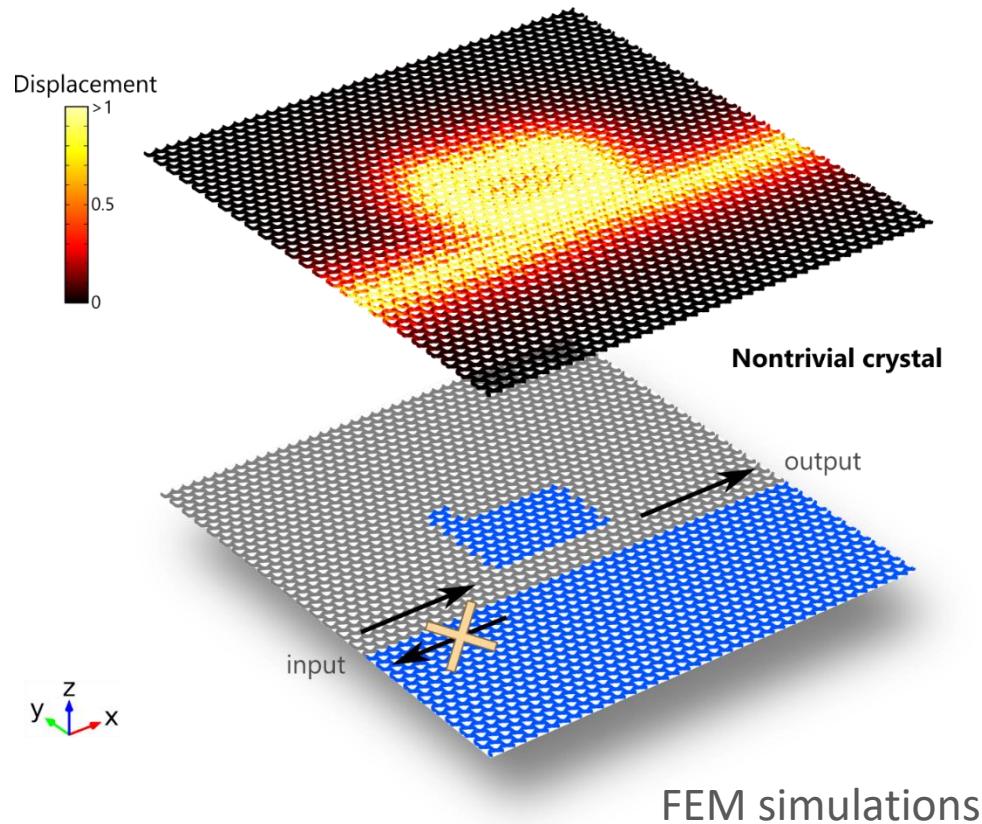 Displacement
>1
0.5
0
Nontrivial crystal
output
input
z
y
x
FEM simulations